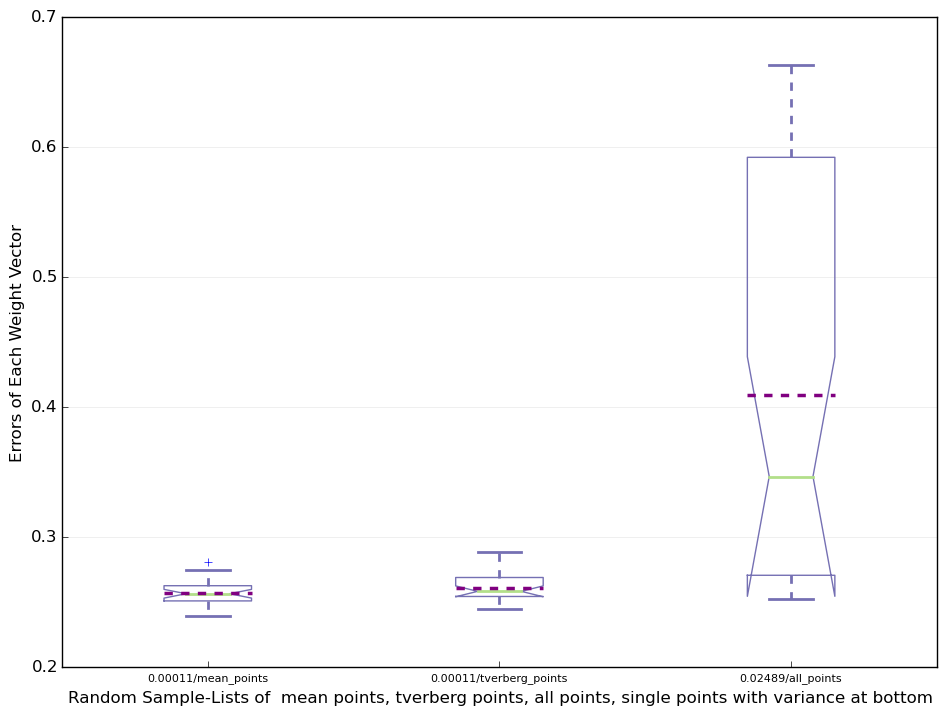 0.7
0.6
0.5
0.4
0.3
0.2
Errors of Each Weight Vector
0.00011/mean_points
0.00011/tverberg_points
0.02489/all_points
Random Sample-Lists of  mean points, tverberg points, all points, single points with variance at bottom